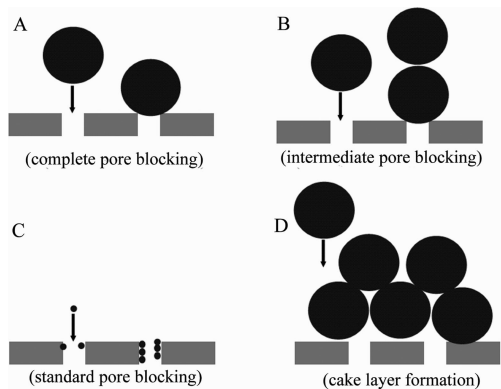 A
(complete pore blocking)
B
(intermediate pore blocking)
C
(standard pore blocking)
D
(cake layer formation)